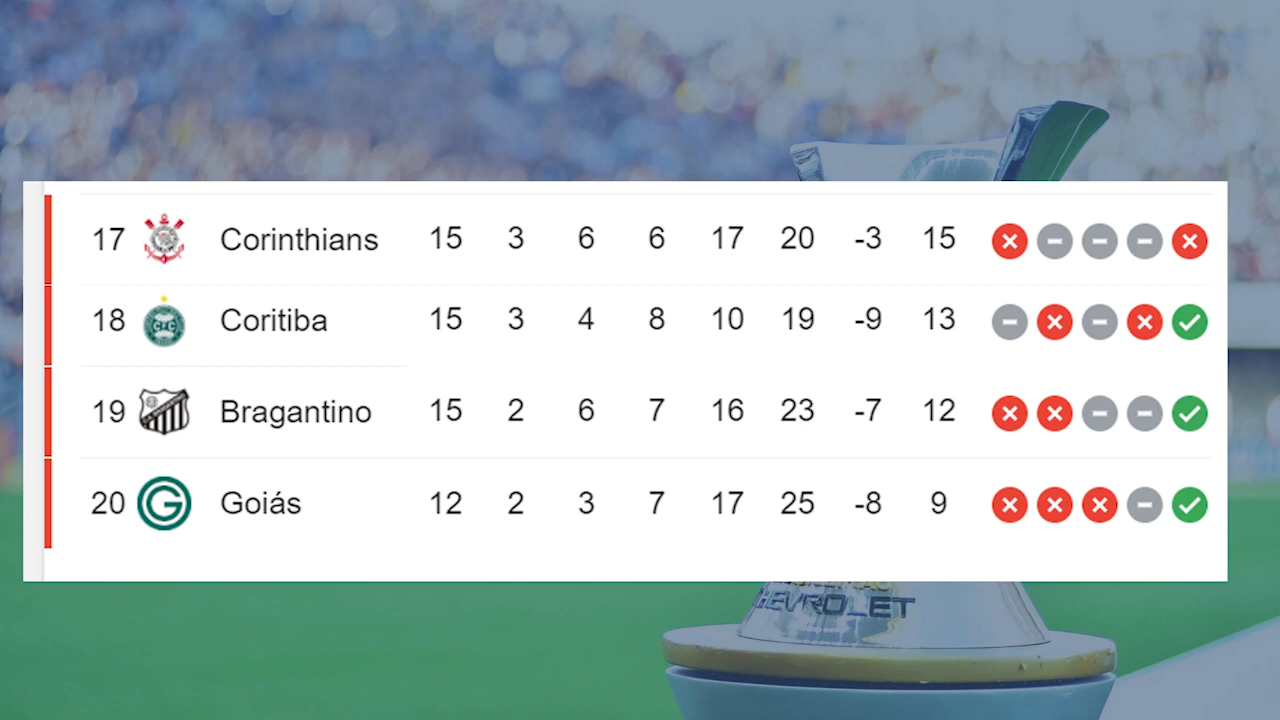 17 Corinthians 15 3 6 6 17 20 -3 15
18 CFC Coritiba 15 3 4 8 10 19 -9 13
19 Bragantino 15 2 6 7 16 23 -7 12
20 G Goiás 12 2 3 7 17 25 -8 9
CHEVROLET